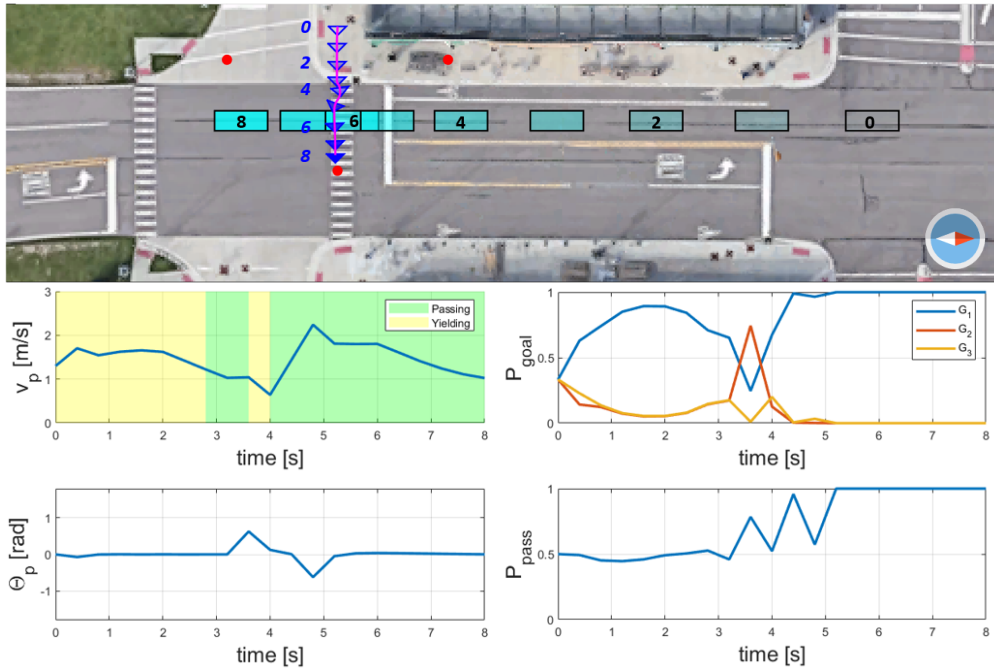 0
2
4
6
8
8
6
4
2
0
v_p [m/s]
3
2
1
0
Passing
Yielding
0 1 2 3 4 5 6 7 8
time [s]
P_goal
1
0.5
0
G_1
G_2
G_3
0 1 2 3 4 5 6 7 8
time [s]
Θ_p [rad]
1
0
-1
0 1 2 3 4 5 6 7 8
time [s]
P_pass
1
0.5
0
0 1 2 3 4 5 6 7 8
time [s]